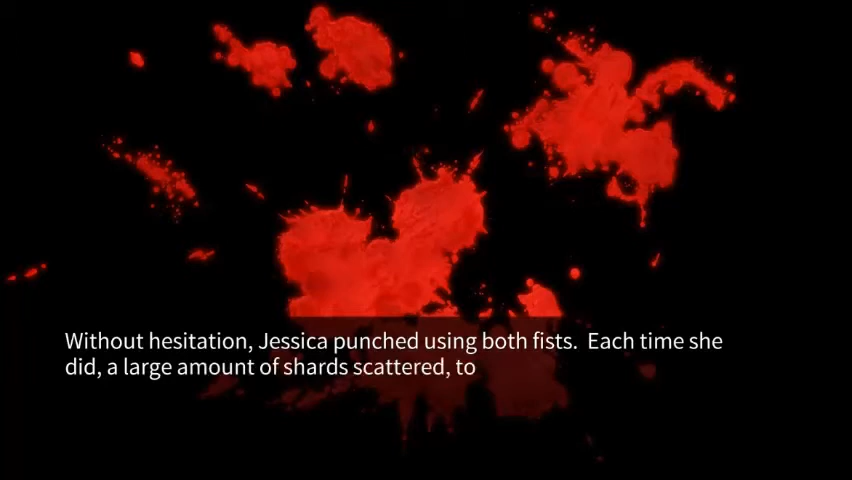 Without hesitation, Jessica punched using both fists.  Each time she
did, a large amount of shards scattered, to